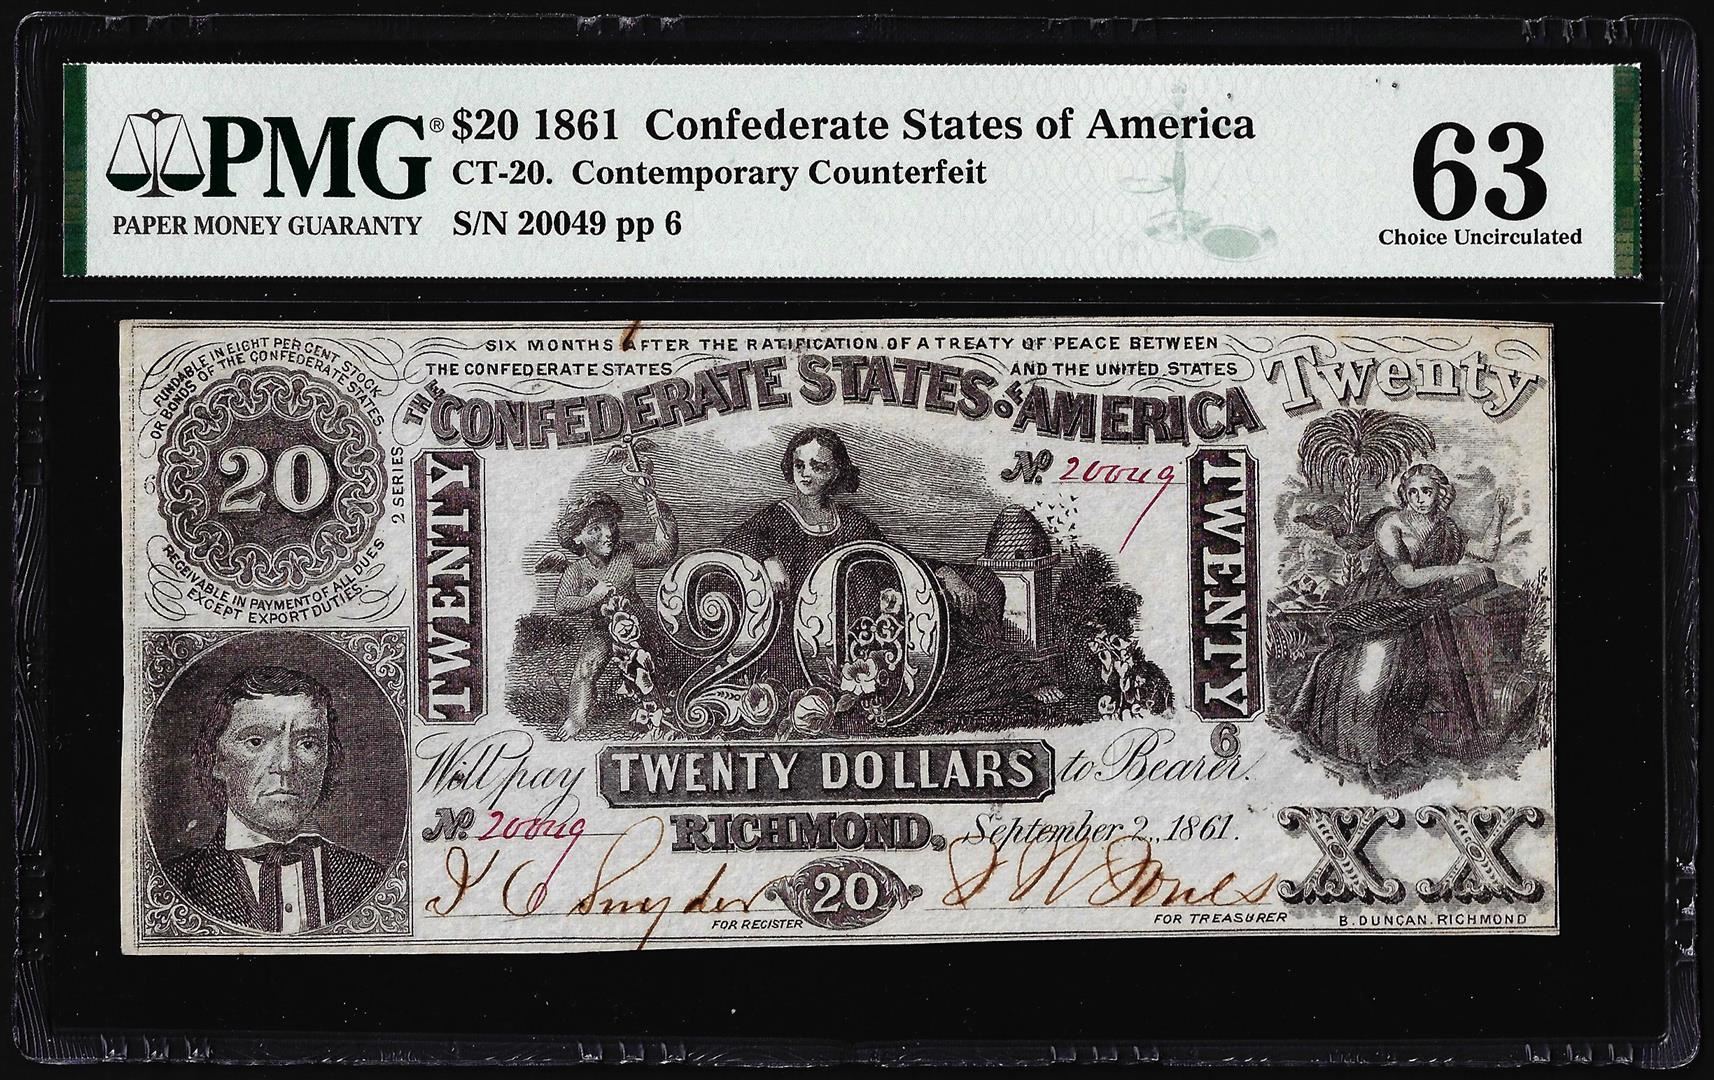 PMG® $20 1861 Confederate States of America
CT-20. Contemporary Counterfeit
PAPER MONEY GUARANTY S/N 20049 pp 6
63
Choice Uncirculated
SIX MONTHS AFTER THE RATIFICATION OF A TREATY OF PEACE BETWEEN
THE CONFEDERATE STATES AND THE UNITED STATES
THE CONFEDERATE STATES OF AMERICA
Twenty
FUNDABLE IN EIGHT PER CENT STOCK
OR BONDS OF THE CONFEDERATE STATES
20
6
2 SERIES
RECEIVABLE IN PAYMENT OF ALL DUES
EXCEPT EXPORT DUTIES
TWENTY
No. 20049
20
TWENTY
6
Will pay TWENTY DOLLARS to Bearer.
No. 20049 RICHMOND, September 2, 1861.
J C Snyder 20 S W Jones
FOR REGISTER FOR TREASURER
XX
B. DUNCAN. RICHMOND